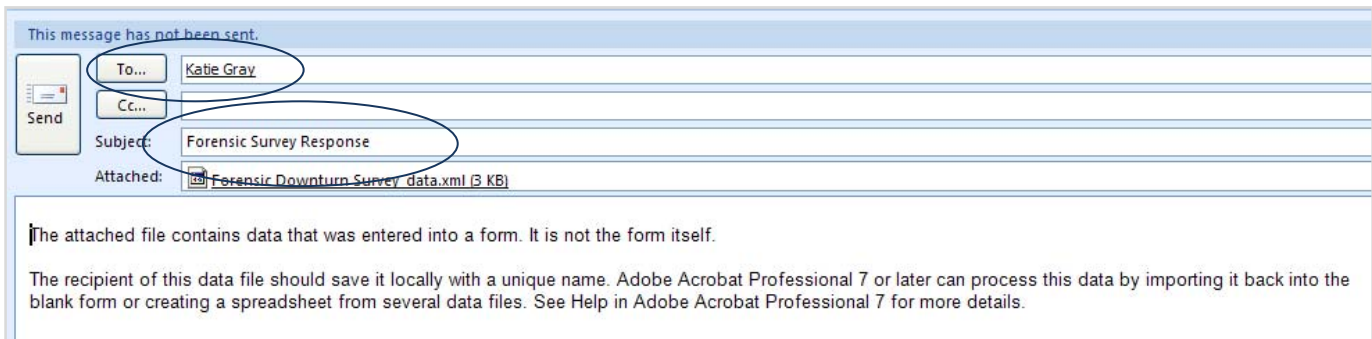 This message has not been sent.
To...
Katie Gray
Cc...
Send
Subject:
Forensic Survey Response
Attached:
Forensic Downturn Survey_data.xml (3 KB)
The attached file contains data that was entered into a form. It is not the form itself.
The recipient of this data file should save it locally with a unique name. Adobe Acrobat Professional 7 or later can process this data by importing it back into the
blank form or creating a spreadsheet from several data files. See Help in Adobe Acrobat Professional 7 for more details.